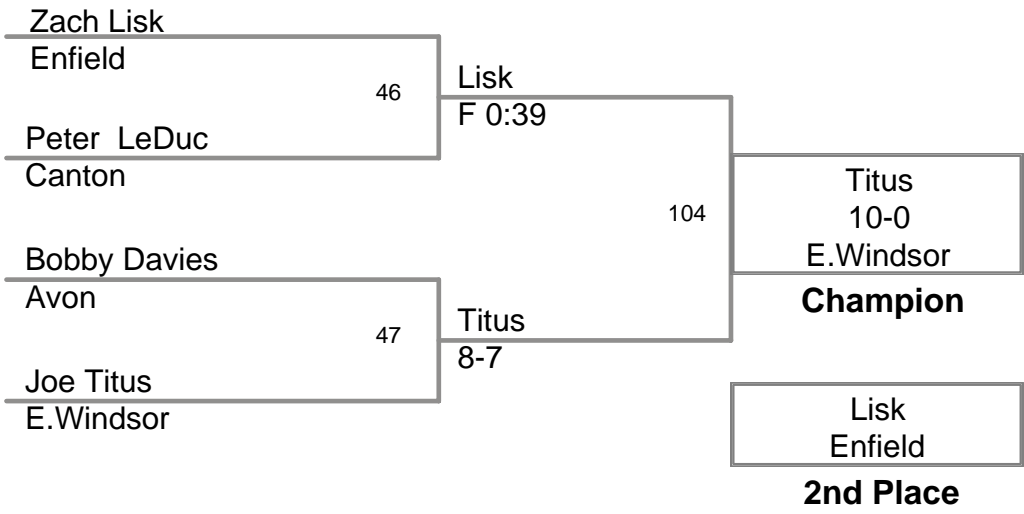 Zach Lisk
Enfield
46
Peter  LeDuc
Canton
Lisk
F 0:39
Bobby Davies
Avon
47
Joe Titus
E.Windsor
Titus
8-7
104
Titus
10-0
E.Windsor
Champion
Lisk
Enfield
2nd Place